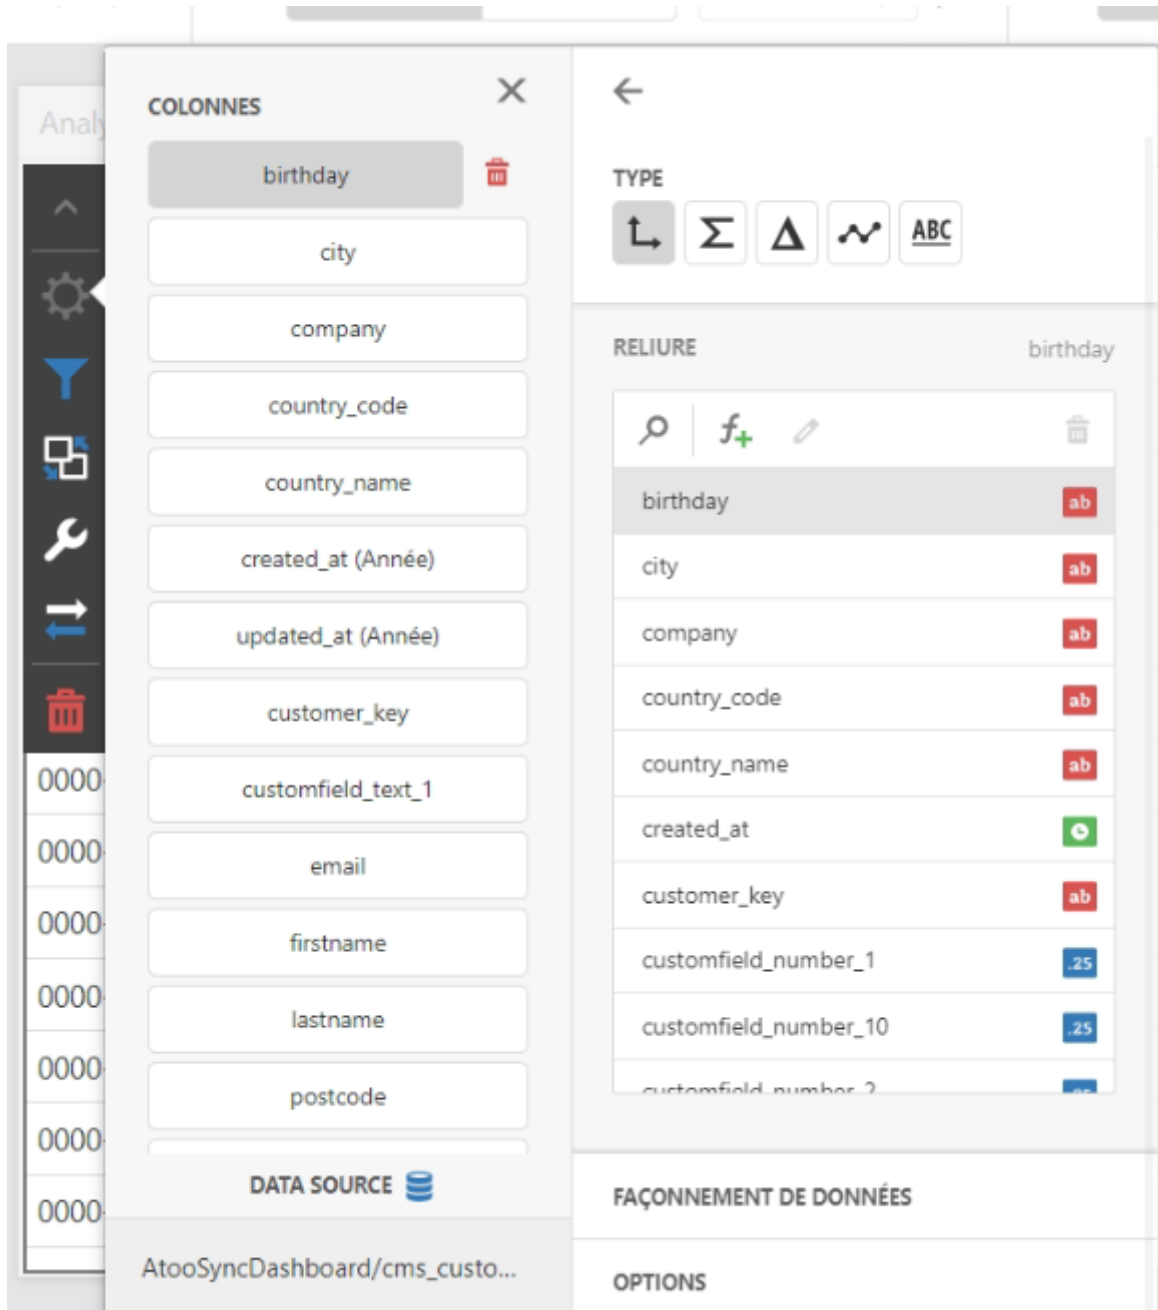 COLONNES
birthday
city
company
country_code
country_name
created_at (Année)
updated_at (Année)
customer_key
customfield_text_1
email
firstname
lastname
postcode
DATA SOURCE
AtooSyncDashboard/cms_custo...
TYPE
ABC
RELIURE birthday
birthday ab
city ab
company ab
country_code ab
country_name ab
created_at
customer_key ab
customfield_number_1 .25
customfield_number_10 .25
customfield_number_2
FAÇONNEMENT DE DONNÉES
OPTIONS
Analy
0000-
0000-
0000-
0000-
0000-
0000-
0000-